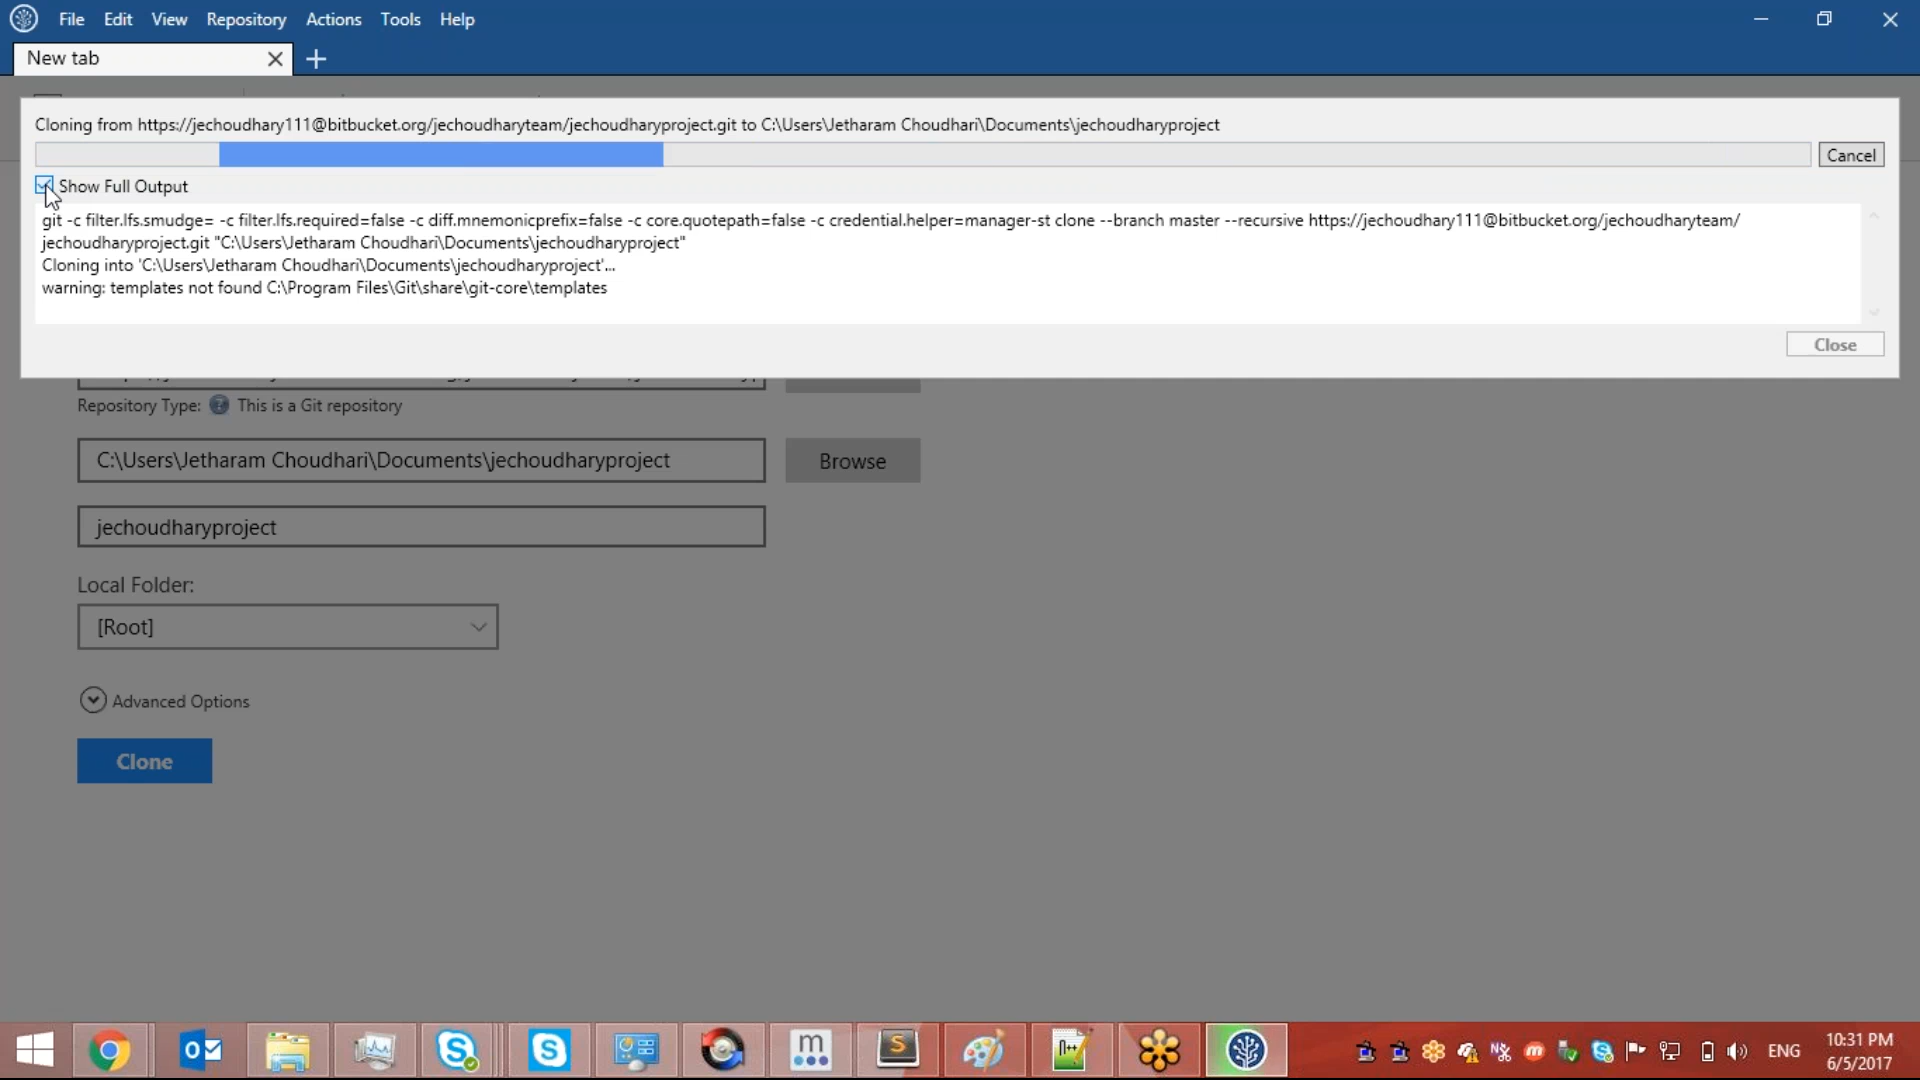 File Edit View Repository Actions Tools Help
New tab
Cloning from https://jechoudhary111@bitbucket.org/jechoudharyteam/jechoudharyproject.git to C:\Users\Jetharam Choudhari\Documents\jechoudharyproject
Cancel
Show Full Output
git -c filter.lfs.smudge= -c filter.lfs.required=false -c diff.mnemonicprefix=false -c core.quotepath=false -c credential.helper=manager-st clone --branch master --recursive https://jechoudhary111@bitbucket.org/jechoudharyteam/
jechoudharyproject.git "C:\Users\Jetharam Choudhari\Documents\jechoudharyproject"
Cloning into 'C:\Users\Jetharam Choudhari\Documents\jechoudharyproject'...
warning: templates not found C:\Program Files\Git\share\git-core\templates
Close
Repository Type: This is a Git repository
C:\Users\Jetharam Choudhari\Documents\jechoudharyproject
Browse
jechoudharyproject
Local Folder:
[Root]
Advanced Options
Clone
ENG
10:31 PM
6/5/2017